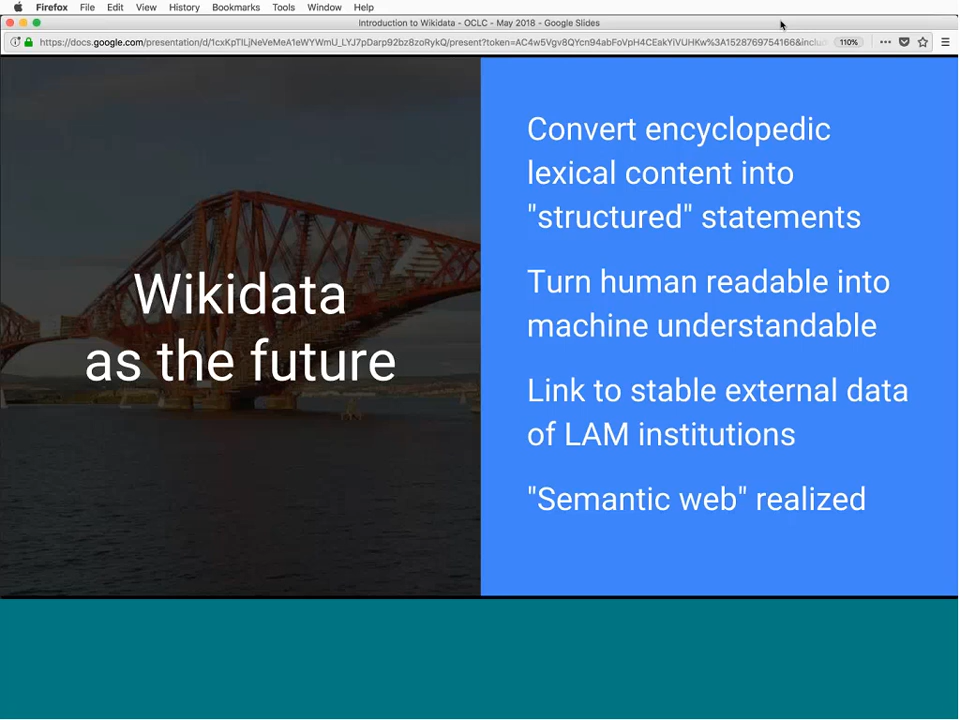 Firefox File Edit View History Bookmarks Tools Window Help
Introduction to Wikidata - OCLC - May 2018 - Google Slides
110%
Wikidata
as the future
Convert encyclopedic
lexical content into
"structured" statements
Turn human readable into
machine understandable
Link to stable external data
of LAM institutions
"Semantic web" realized